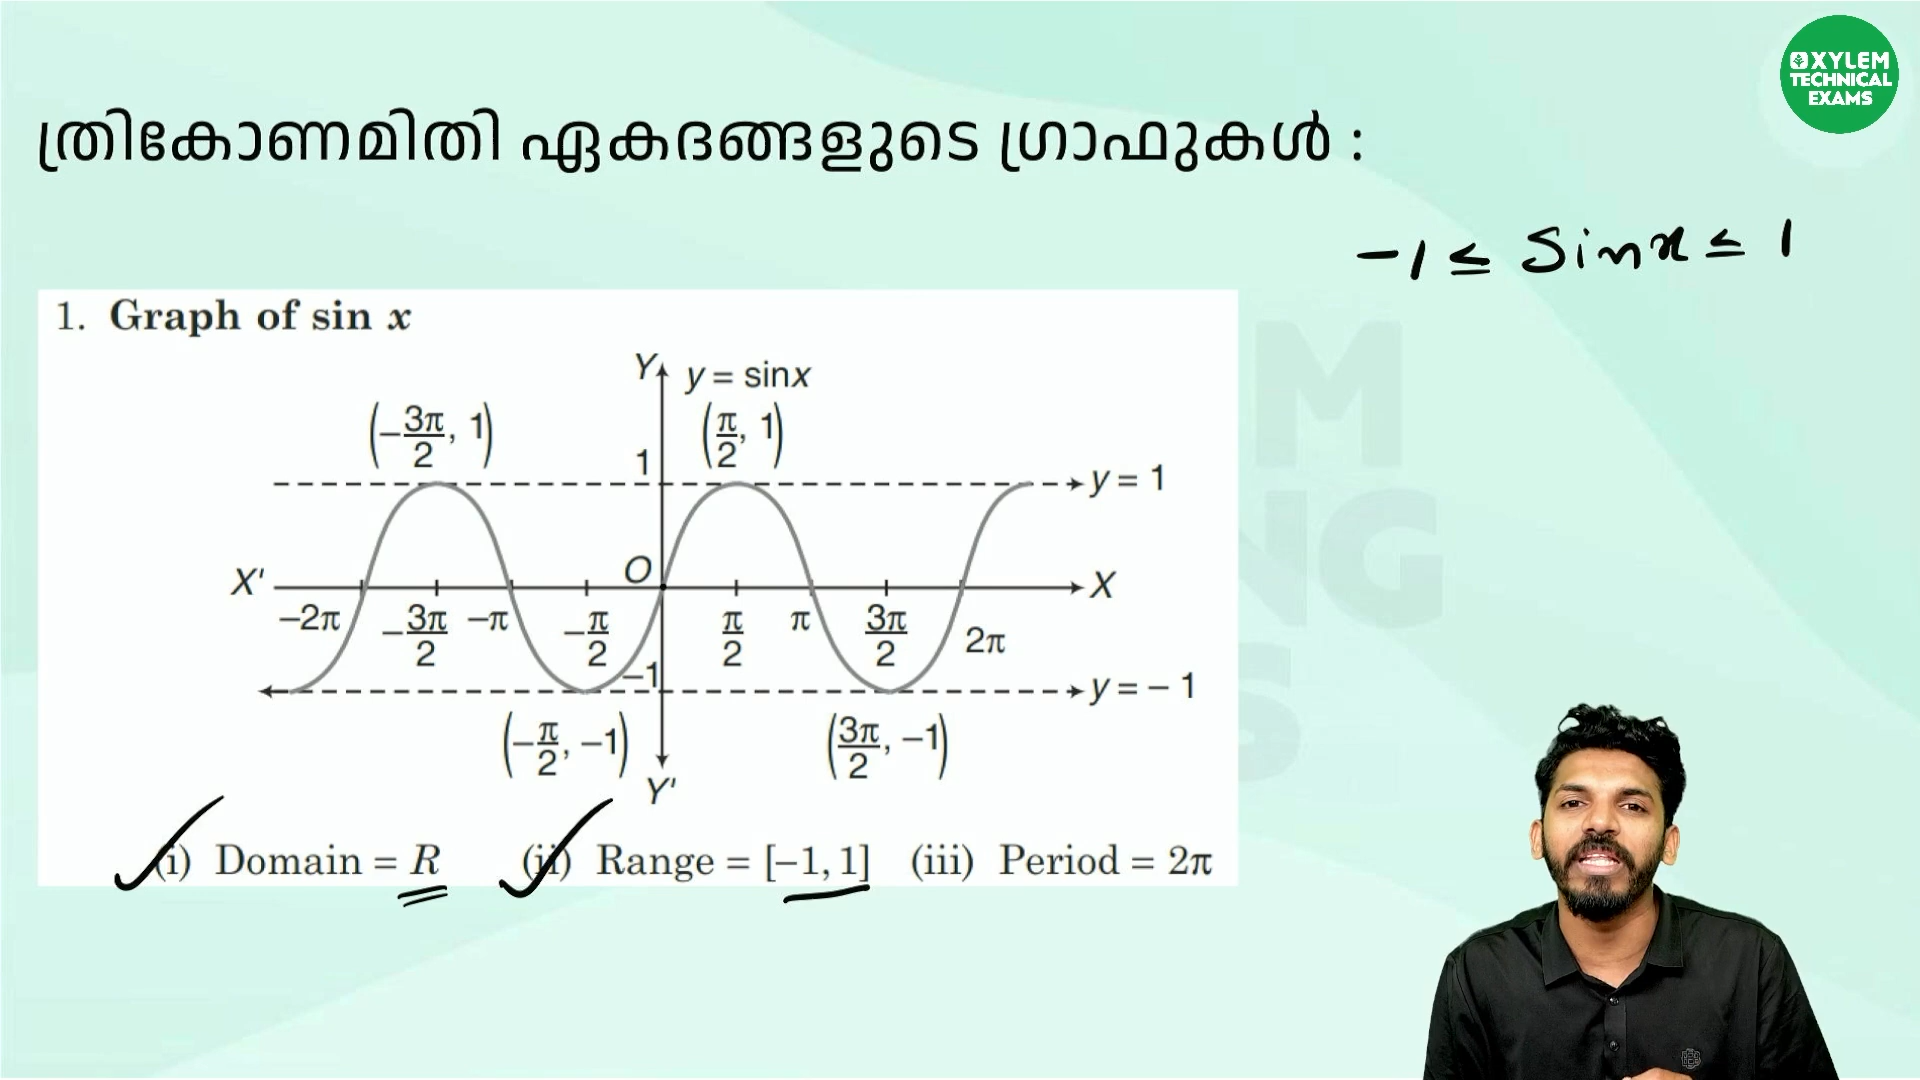 XYLEM
TECHNICAL
EXAMS
ത്രികോണമിതി ഏകദങ്ങളുടെ ഗ്രാഫുകൾ :
-1 ≤ Sinx ≤ 1
1. Graph of sin x
Y y = sinx
(-3π/2, 1) (π/2, 1)
1
y = 1
O
X' X
-2π -3π/2 -π -π/2 π/2 π 3π/2 2π
-1
y = - 1
(-π/2, -1) (3π/2, -1)
Y'
(i) Domain = R (ii) Range = [-1, 1] (iii) Period = 2π